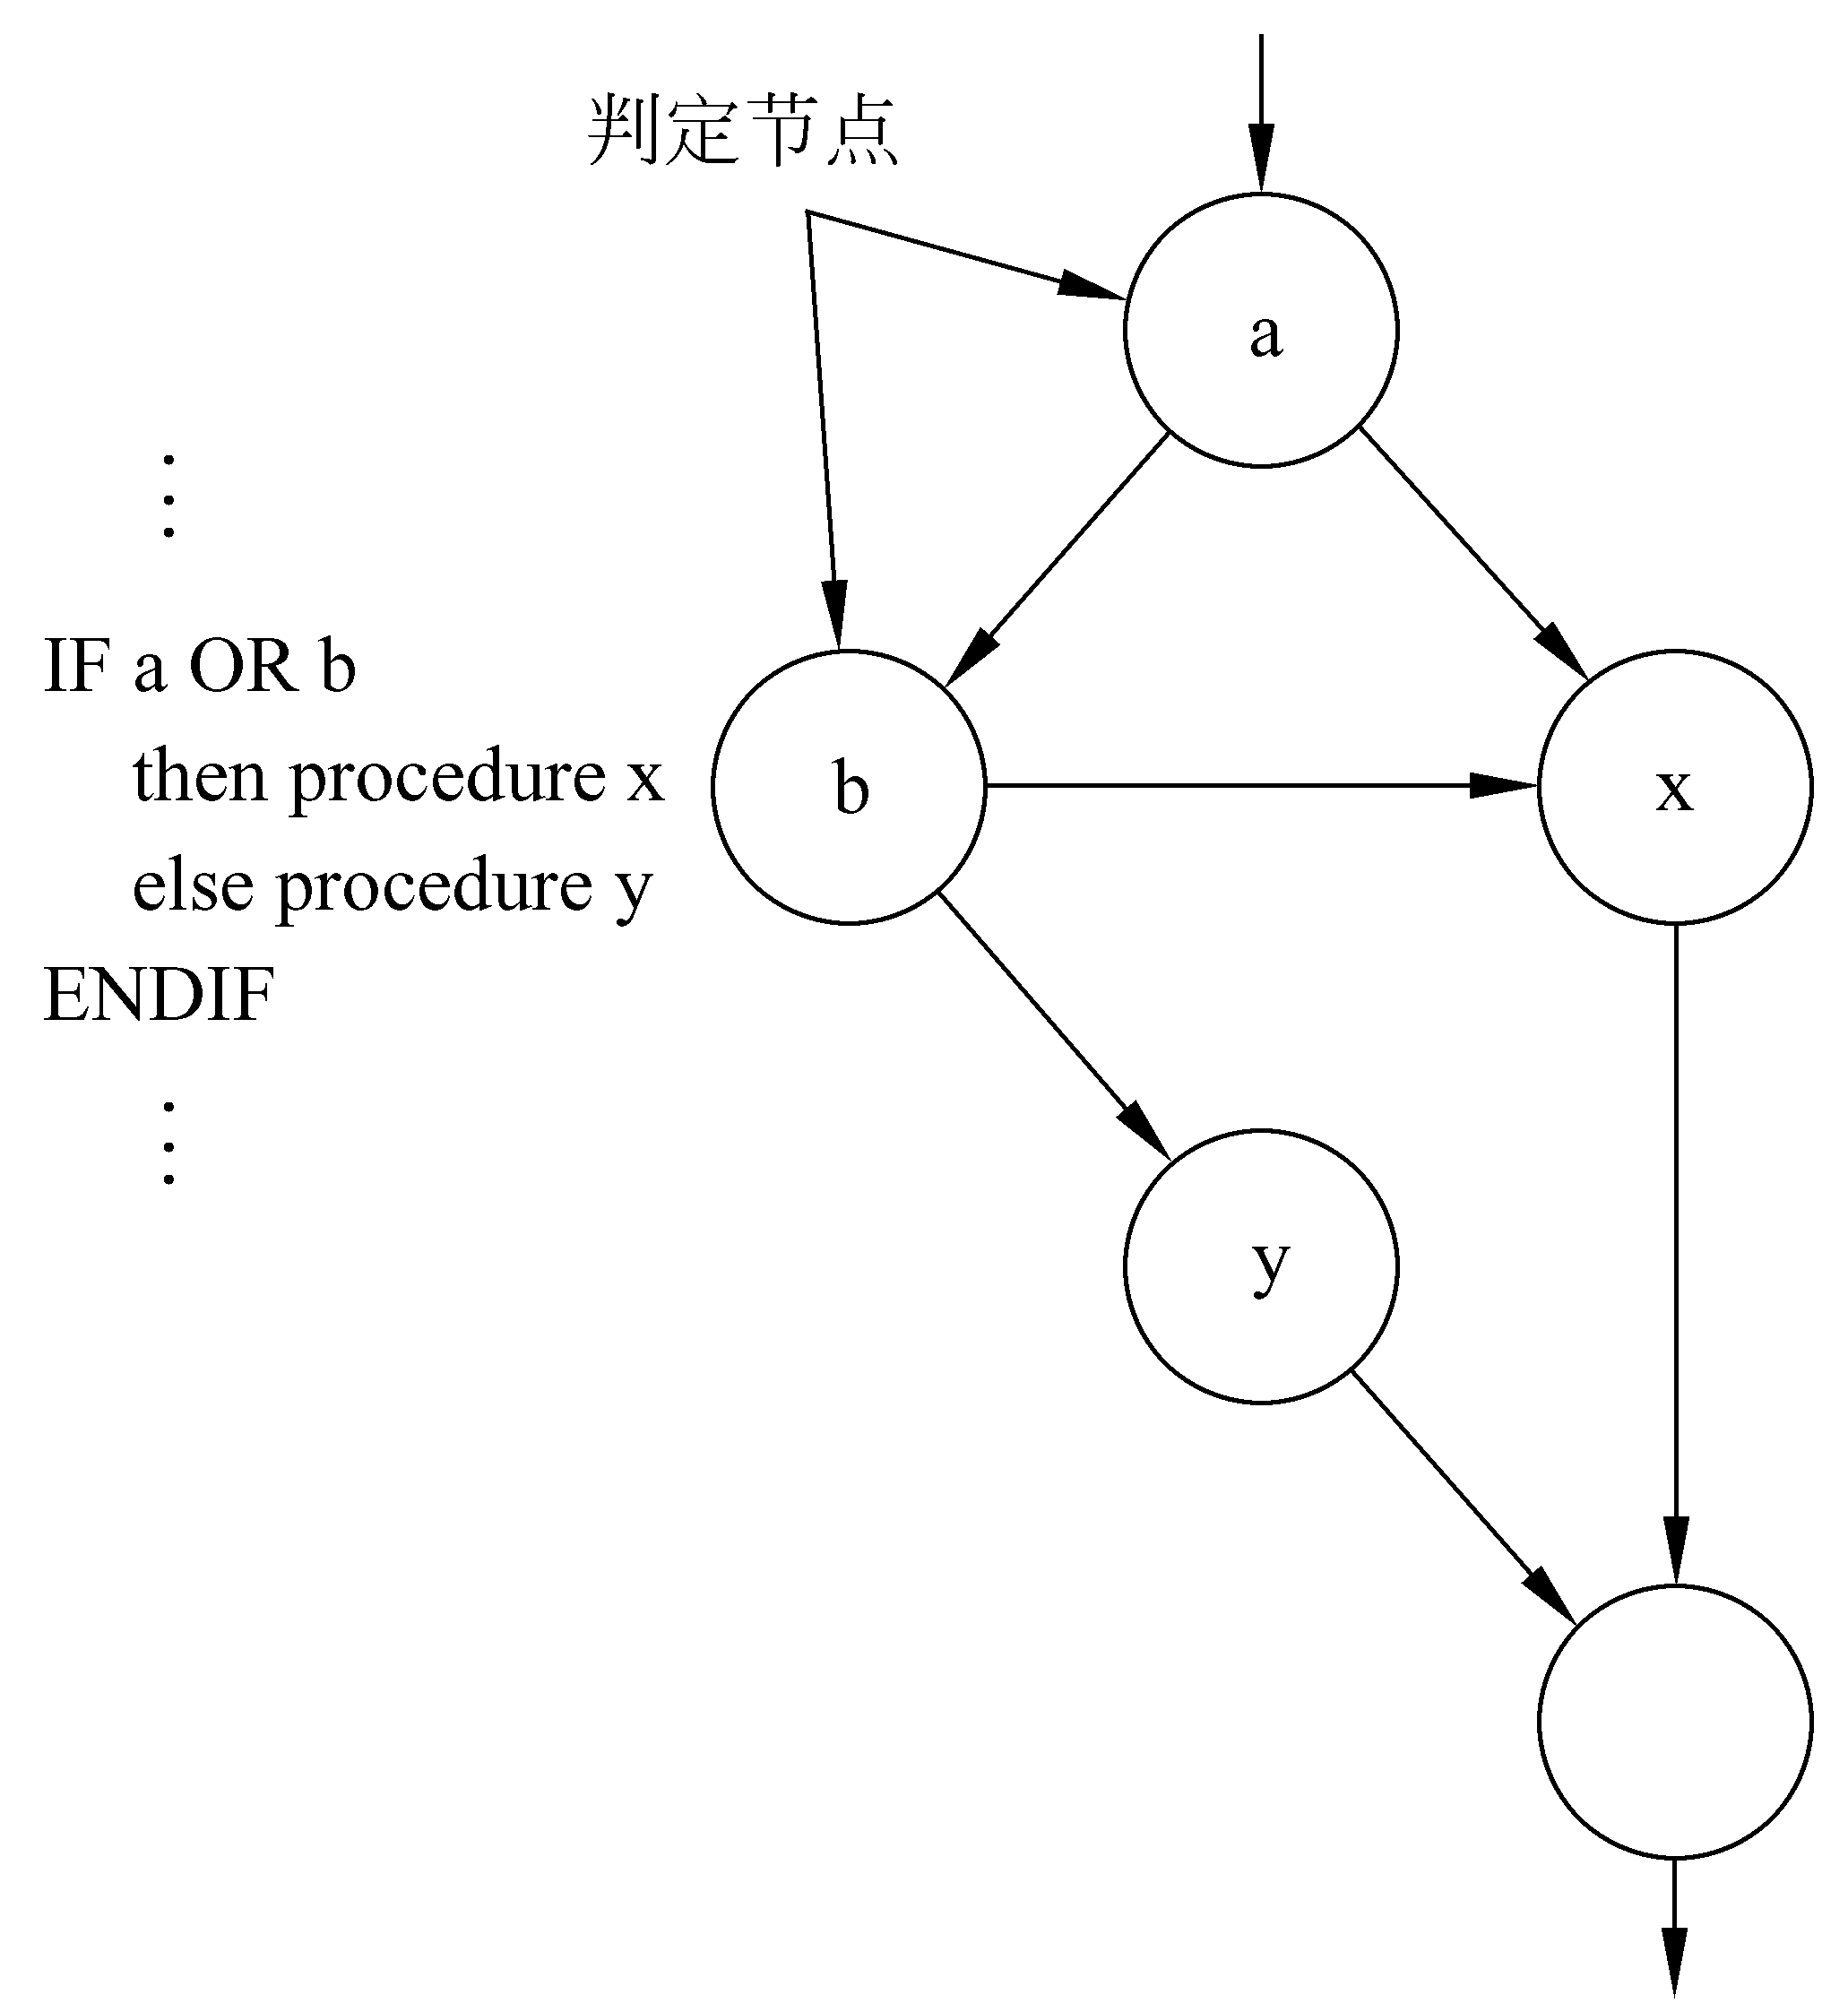 判定节点
a
IF a OR b
then procedure x
else procedure y
ENDIF
b
x
y